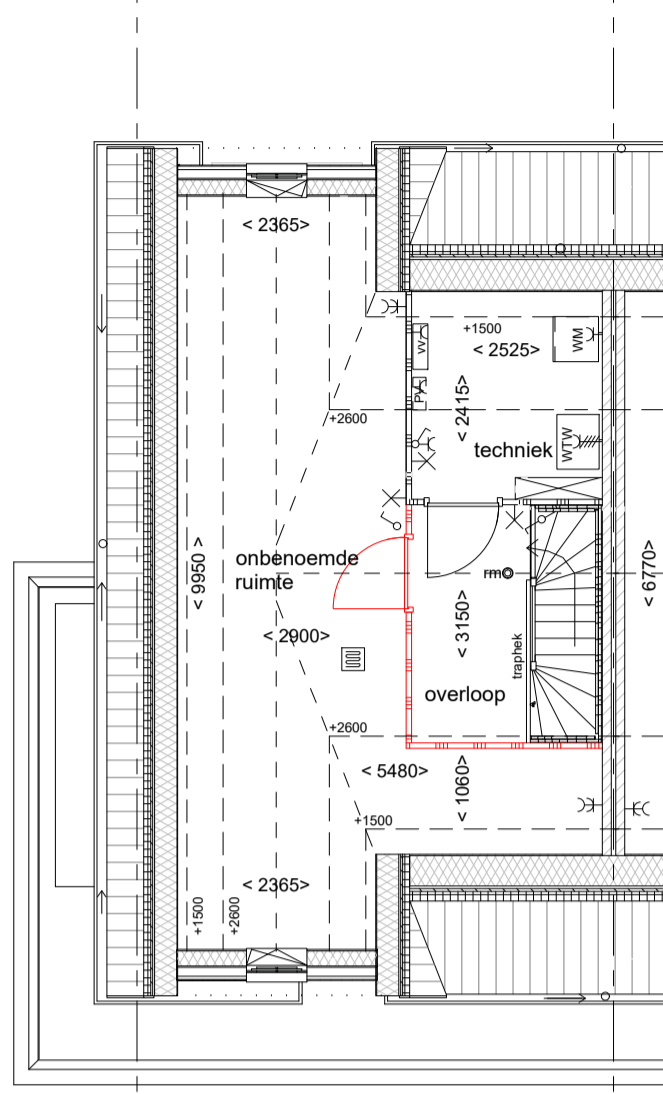 < 2365>
+1500
< 2525>
WM
VV
PV
< 2415>
+2600
techniek
WTW
onbenoemde
ruimte
< 9950>
rm
< 3150>
< 6770>
< 2900>
traphek
overloop
+2600
< 5480>
< 1060>
+1500
< 2365>
+1500
+2600